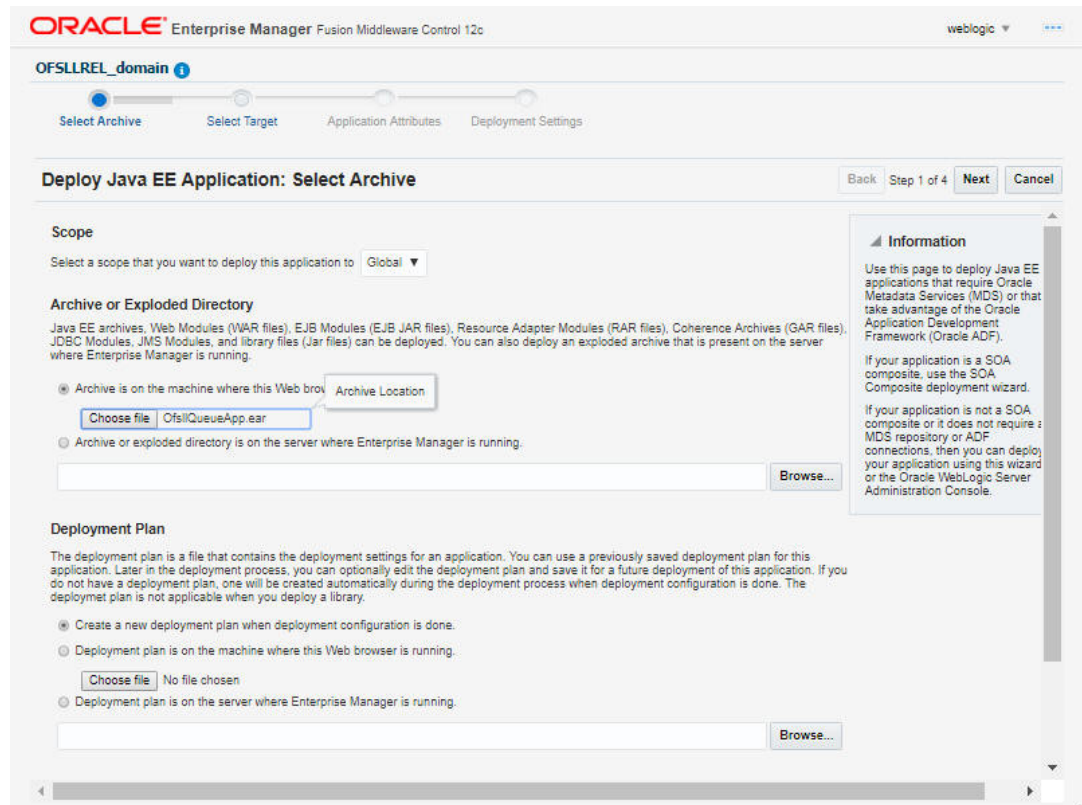 ORACLE Enterprise Manager Fusion Middleware Control 12c
weblogic
OFSLLREL_domain
Select Archive Select Target Application Attributes Deployment Settings
Deploy Java EE Application: Select Archive
Back Step 1 of 4 Next Cancel
Scope
Select a scope that you want to deploy this application to Global
Archive or Exploded Directory
Java EE archives, Web Modules (WAR files), EJB Modules (EJB JAR files), Resource Adapter Modules (RAR files), Coherence Archives (GAR files),
JDBC Modules, JMS Modules, and library files (Jar files) can be deployed. You can also deploy an exploded archive that is present on the server
where Enterprise Manager is running.
Archive is on the machine where this Web brow
Archive Location
Choose file OfsllQueueApp.ear
Archive or exploded directory is on the server where Enterprise Manager is running.
Browse...
Deployment Plan
The deployment plan is a file that contains the deployment settings for an application. You can use a previously saved deployment plan for this
application. Later in the deployment process, you can optionally edit the deployment plan and save it for a future deployment of this application. If you
do not have a deployment plan, one will be created automatically during the deployment process when deployment configuration is done. The
deploymet plan is not applicable when you deploy a library.
Create a new deployment plan when deployment configuration is done.
Deployment plan is on the machine where this Web browser is running.
Choose file No file chosen
Deployment plan is on the server where Enterprise Manager is running.
Browse...
Information
Use this page to deploy Java EE
applications that require Oracle
Metadata Services (MDS) or that
take advantage of the Oracle
Application Development
Framework (Oracle ADF).
If your application is a SOA
composite, use the SOA
Composite deployment wizard.
If your application is not a SOA
composite or it does not require a
MDS repository or ADF
connections, then you can deploy
your application using this wizard
or the Oracle WebLogic Server
Administration Console.